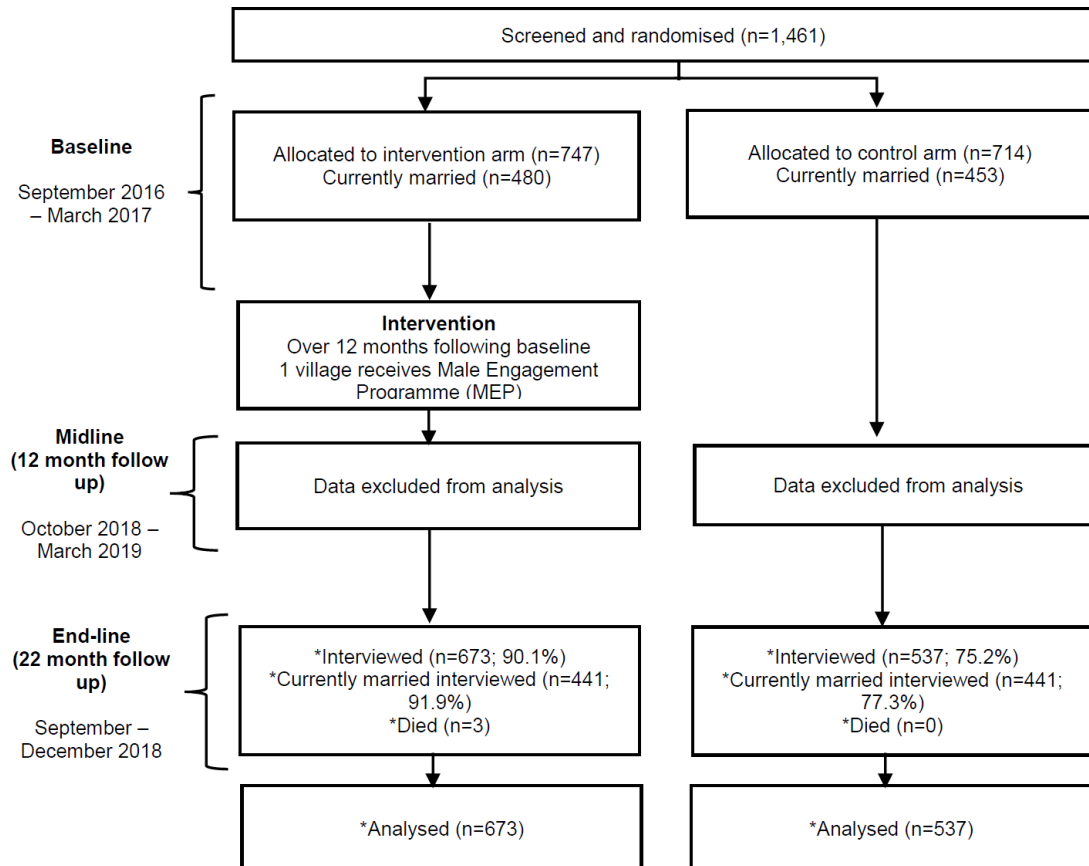 Screened and randomised (n=1,461)
Baseline
September 2016
– March 2017
Allocated to intervention arm (n=747)
Currently married (n=480)
Allocated to control arm (n=714)
Currently married (n=453)
Intervention
Over 12 months following baseline
1 village receives Male Engagement
Programme (MEP)
Midline
(12 month follow
up)
October 2018 –
March 2019
Data excluded from analysis
Data excluded from analysis
End-line
(22 month follow
up)
September –
December 2018
*Interviewed (n=673; 90.1%)
*Currently married interviewed (n=441;
91.9%)
*Died (n=3)
*Interviewed (n=537; 75.2%)
*Currently married interviewed (n=441;
77.3%)
*Died (n=0)
*Analysed (n=673)
*Analysed (n=537)